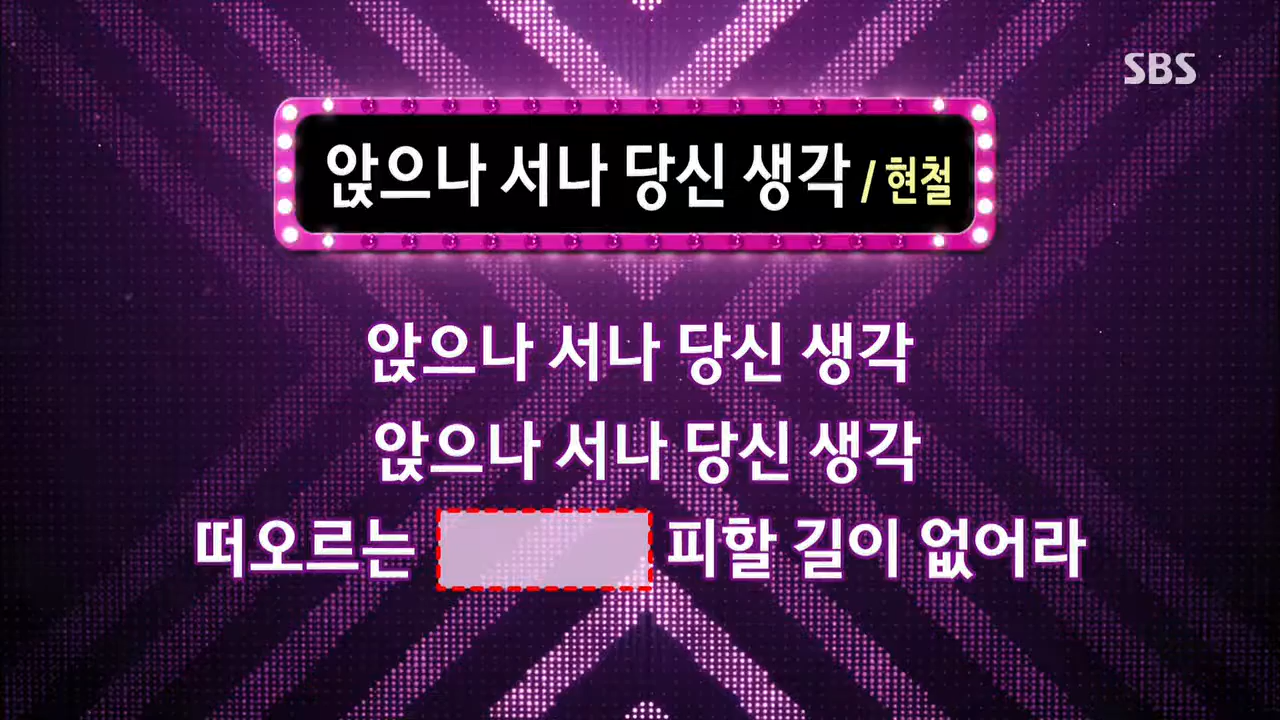 SBS
앉으나 서나 당신 생각 / 현철
앉으나 서나 당신 생각
앉으나 서나 당신 생각
떠오르는 피할 길이 없어라